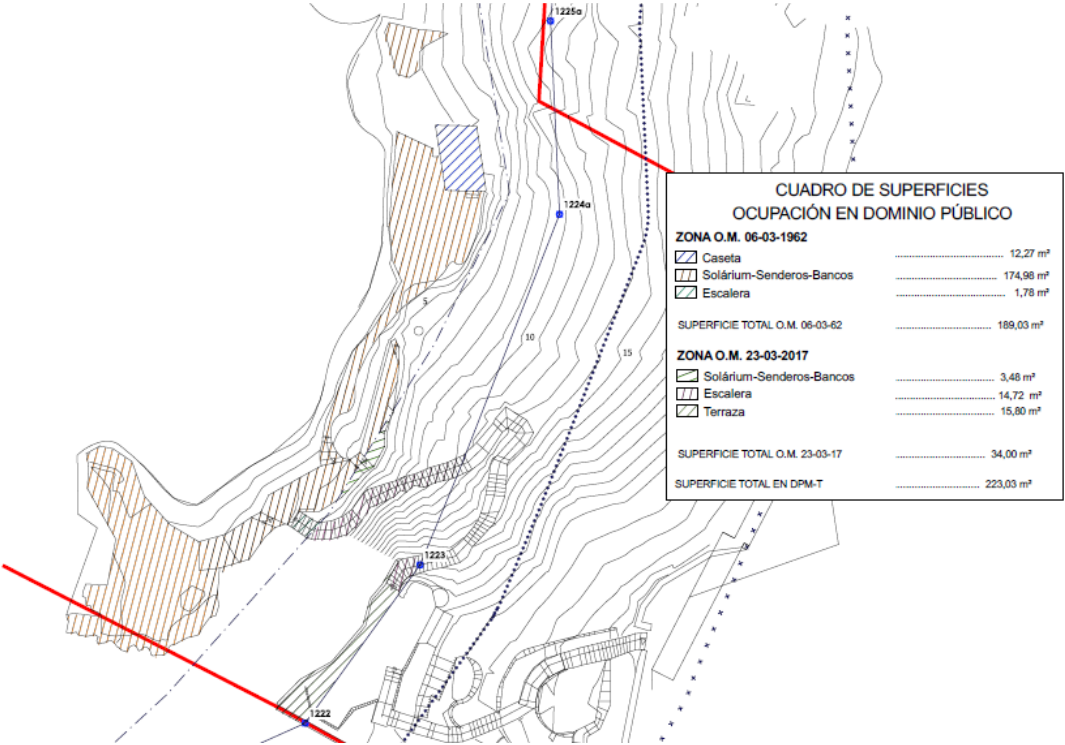 1225a
1224a
5
10
15
1223
1222
CUADRO DE SUPERFICIES
OCUPACIÓN EN DOMINIO PÚBLICO
ZONA O.M. 06-03-1962
Caseta ........................ 12,27 m²
Solárium-Senderos-Bancos ........................ 174,98 m²
Escalera ........................ 1,78 m²
SUPERFICIE TOTAL O.M. 06-03-62 ........................ 189,03 m²
ZONA O.M. 23-03-2017
Solárium-Senderos-Bancos ........................ 3,48 m²
Escalera ........................ 14,72 m²
Terraza ........................ 15,80 m²
SUPERFICIE TOTAL O.M. 23-03-17 ........................ 34,00 m²
SUPERFICIE TOTAL EN DPM-T ........................ 223,03 m²